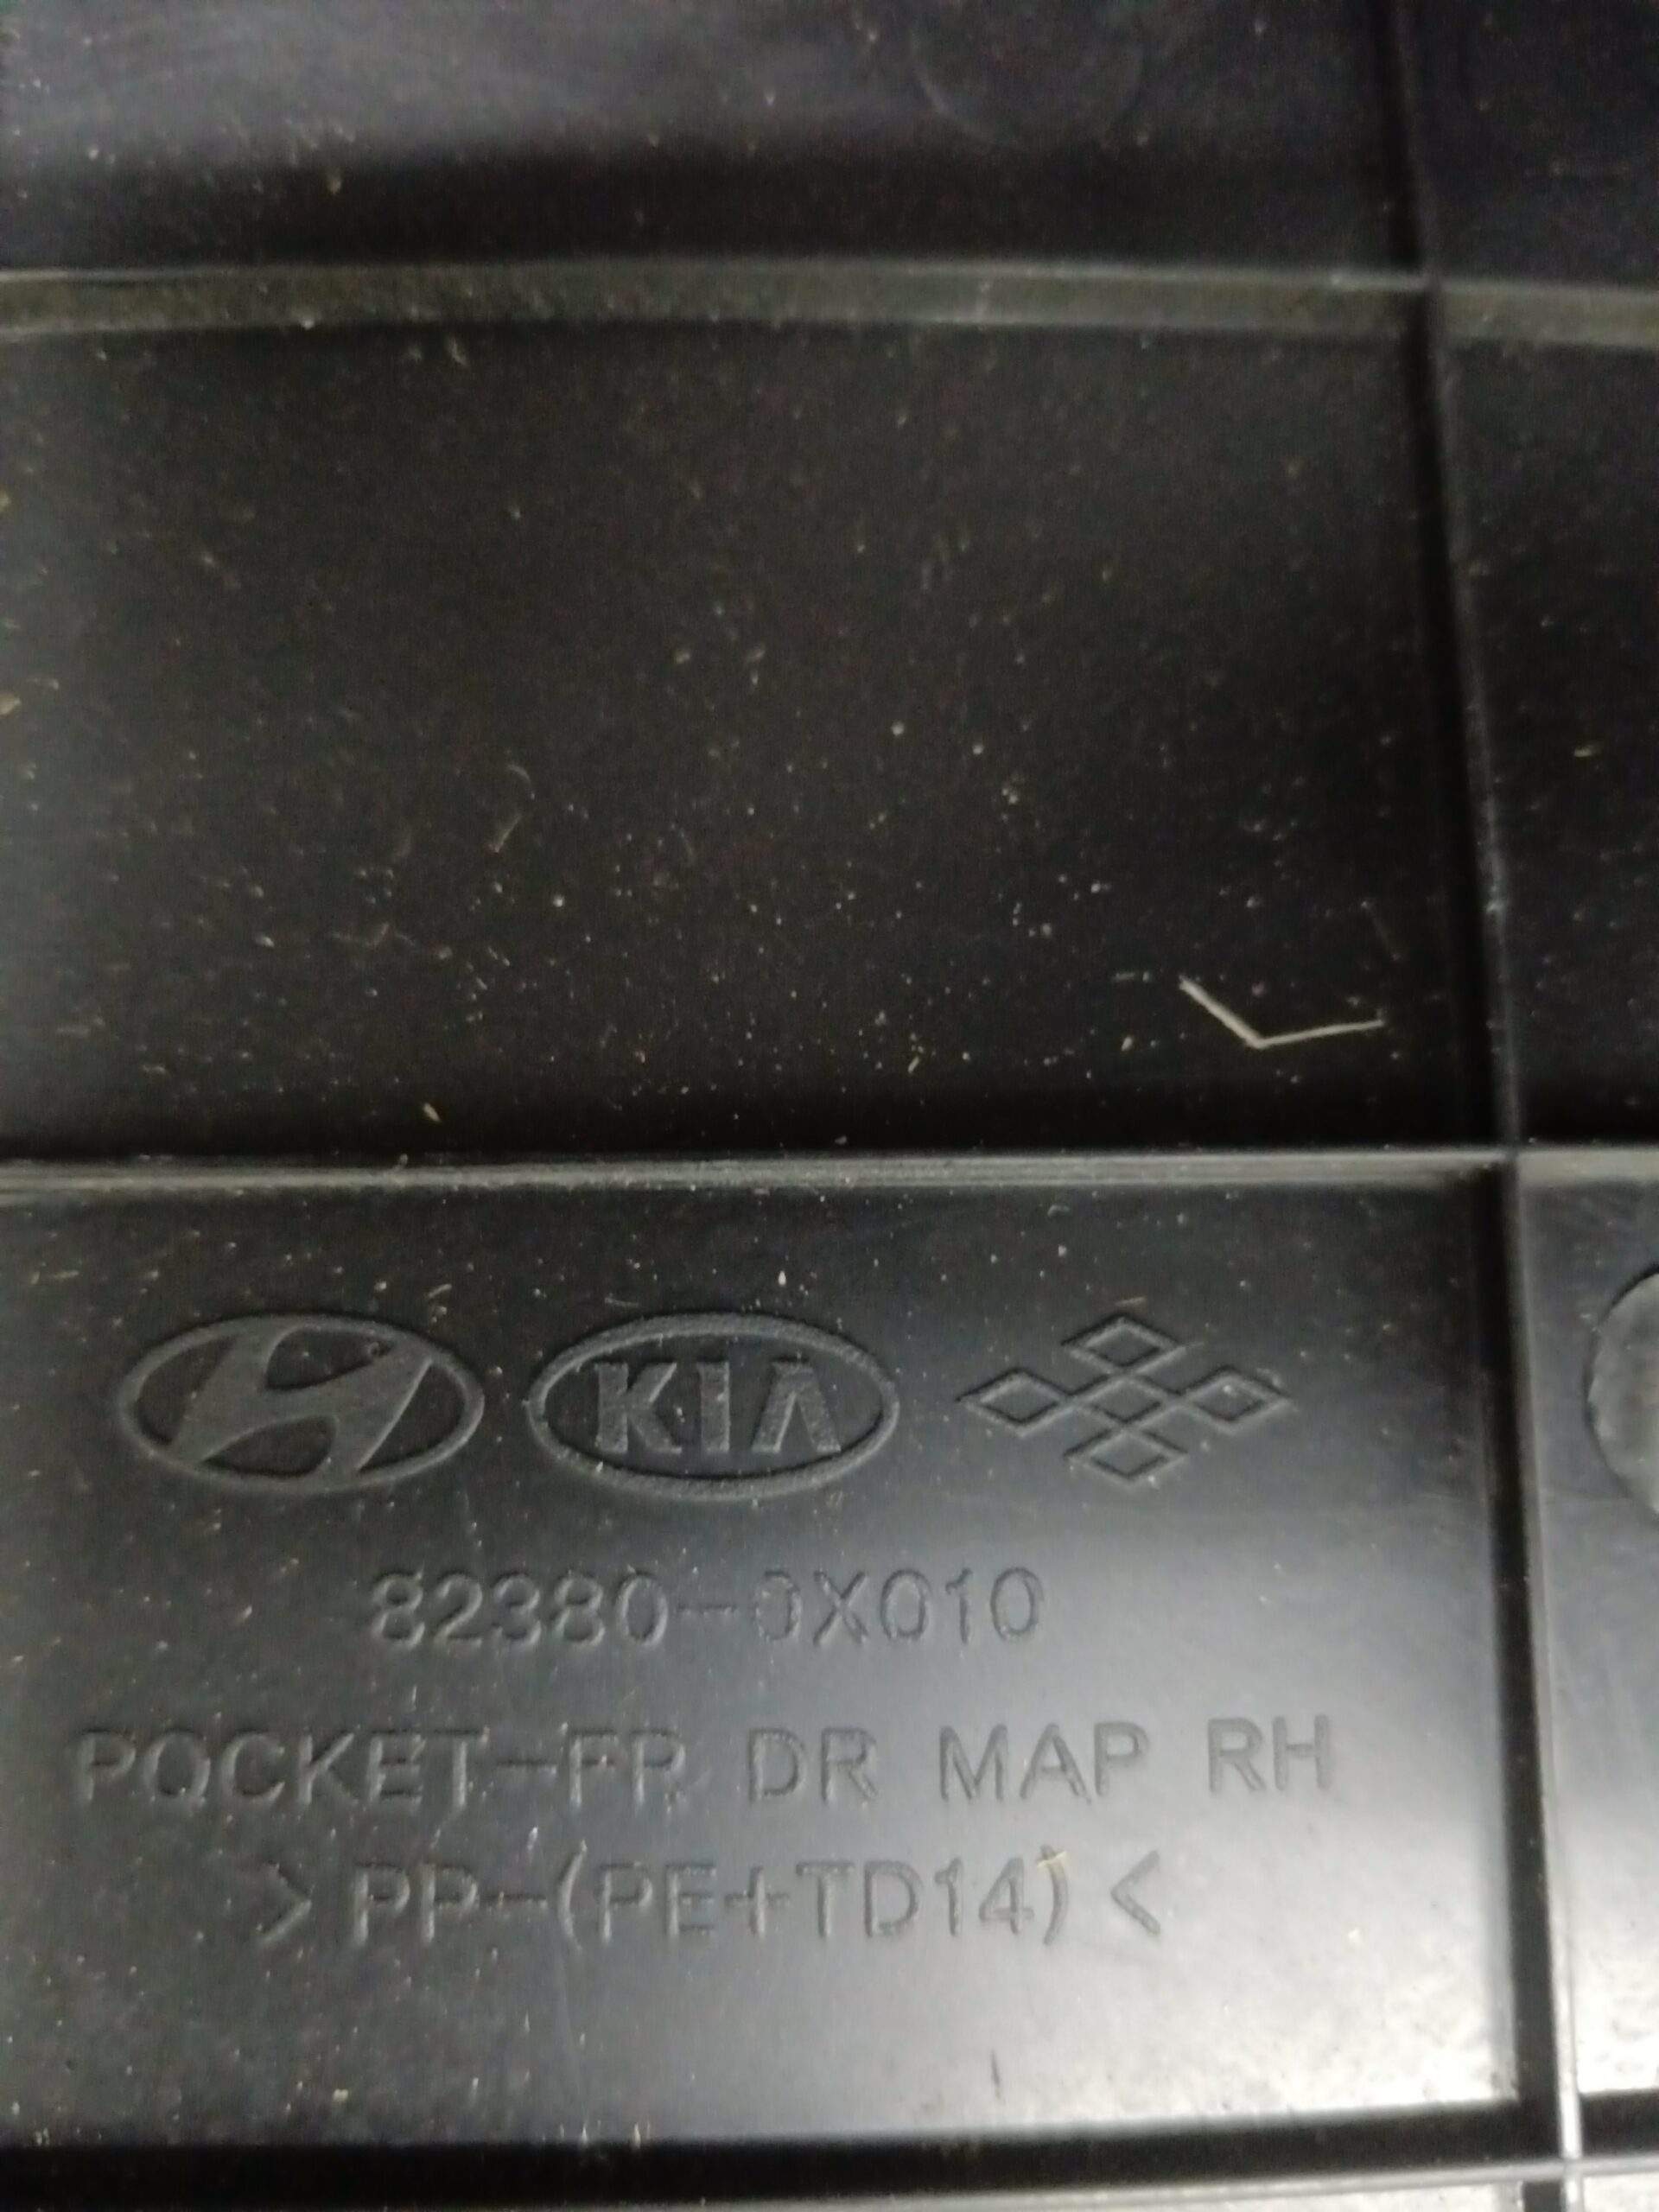 KIA
82380-0X010
POCKET-FR DR MAP RH
>PP-(PE+TD14)<